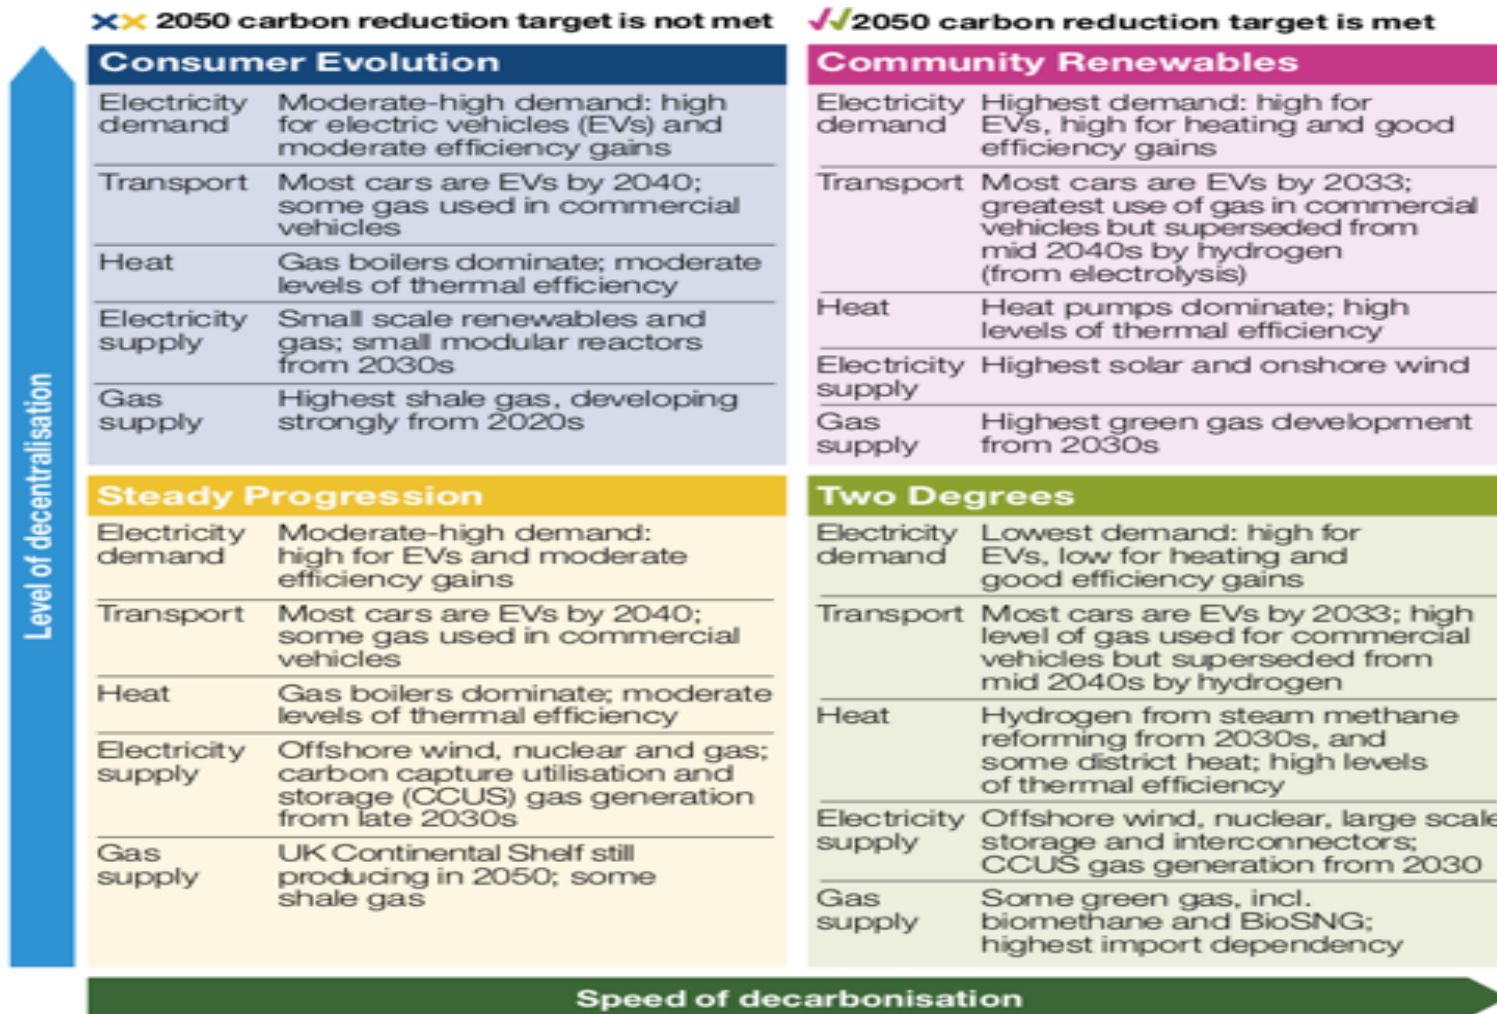 2050 carbon reduction target is not met
2050 carbon reduction target is met
Level of decentralisation
Consumer Evolution
Electricity demand
Moderate-high demand: high
for electric vehicles (EVs) and
moderate efficiency gains
Transport
Most cars are EVs by 2040;
some gas used in commercial
vehicles
Heat
Gas boilers dominate; moderate
levels of thermal efficiency
Electricity
supply
Small scale renewables and
gas; small modular reactors
from 2030s
Gas
supply
Highest shale gas, developing
strongly from 2020s
Community Renewables
Electricity
demand
Highest demand: high for
EVs, high for heating and good
efficiency gains
Transport
Most cars are EVs by 2033;
greatest use of gas in commercial
vehicles but superseded from
mid 2040s by hydrogen
(from electrolysis)
Heat
Heat pumps dominate; high
levels of thermal efficiency
Electricity
supply
Highest solar and onshore wind
Gas
supply
Highest green gas development
from 2030s
Steady Progression
Electricity
demand
Moderate-high demand:
high for EVs and moderate
efficiency gains
Transport
Most cars are EVs by 2040;
some gas used in commercial
vehicles
Heat
Gas boilers dominate; moderate
levels of thermal efficiency
Electricity
supply
Offshore wind, nuclear and gas;
carbon capture utilisation and
storage (CCUS) gas generation
from late 2030s
Gas
supply
UK Continental Shelf still
producing in 2050; some
shale gas
Two Degrees
Electricity
demand
Lowest demand: high for
EVs, low for heating and
good efficiency gains
Transport
Most cars are EVs by 2033; high
level of gas used for commercial
vehicles but superseded from
mid 2040s by hydrogen
Heat
Hydrogen from steam methane
reforming from 2030s, and
some district heat; high levels
of thermal efficiency
Electricity
supply
Offshore wind, nuclear, large scale
storage and interconnectors;
CCUS gas generation from 2030
Gas
supply
Some green gas, incl.
biomethane and BioSNG;
highest import dependency
Speed of decarbonisation